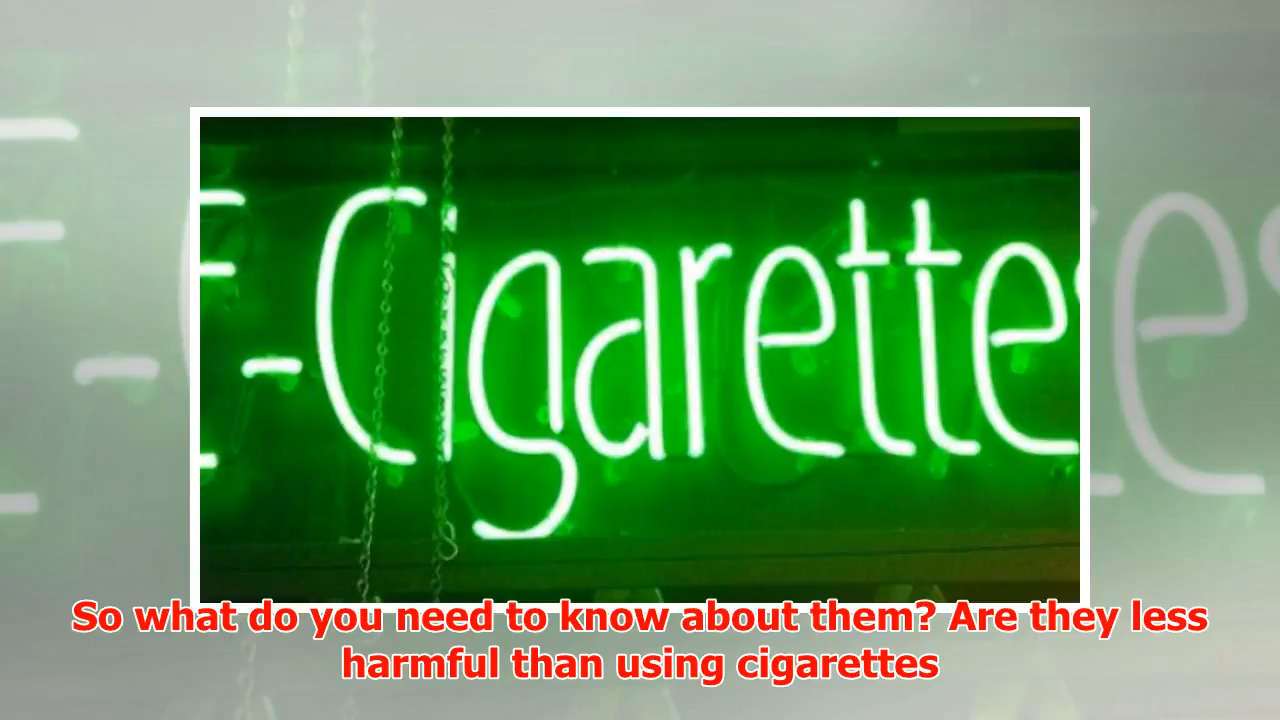 E-Cigarettes
So what do you need to know about them? Are they less
harmful than using cigarettes